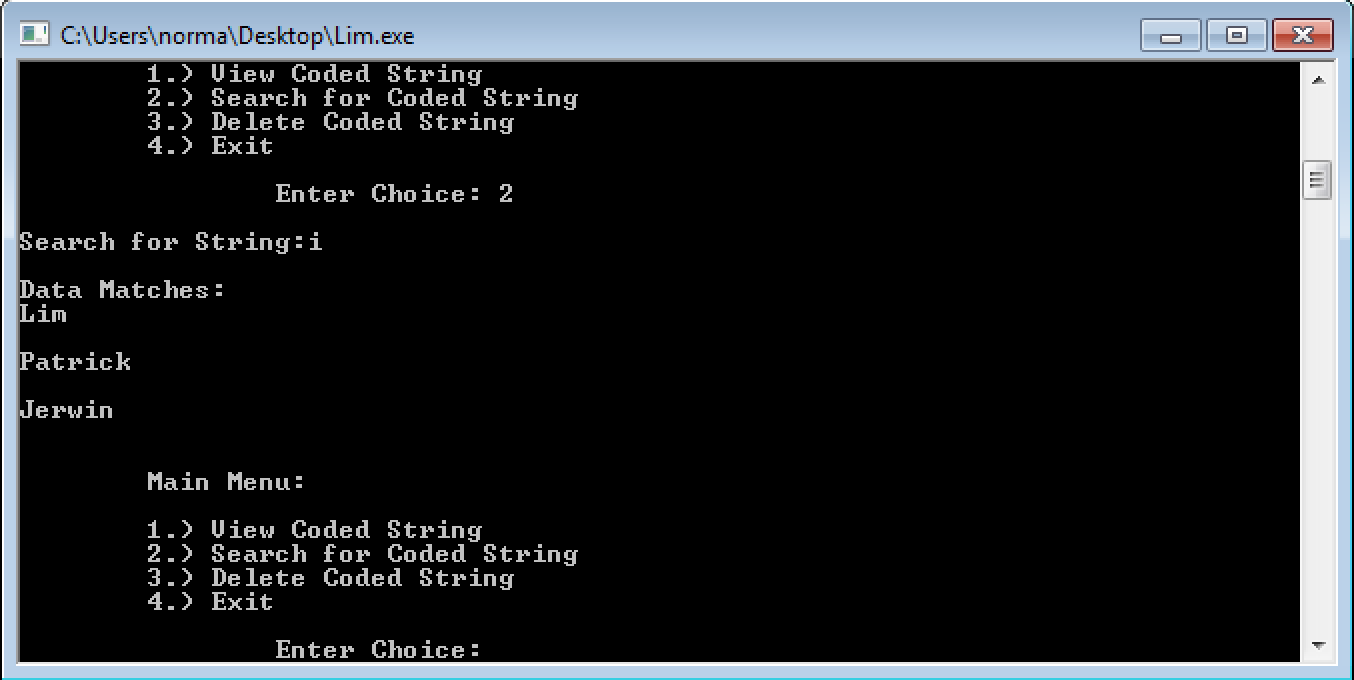 C:\Users\norma\Desktop\Lim.exe
1.) View Coded String
2.) Search for Coded String
3.) Delete Coded String
4.) Exit
Enter Choice: 2
Search for String:i
Data Matches:
Lim
Patrick
Jerwin
Main Menu:
1.) View Coded String
2.) Search for Coded String
3.) Delete Coded String
4.) Exit
Enter Choice: